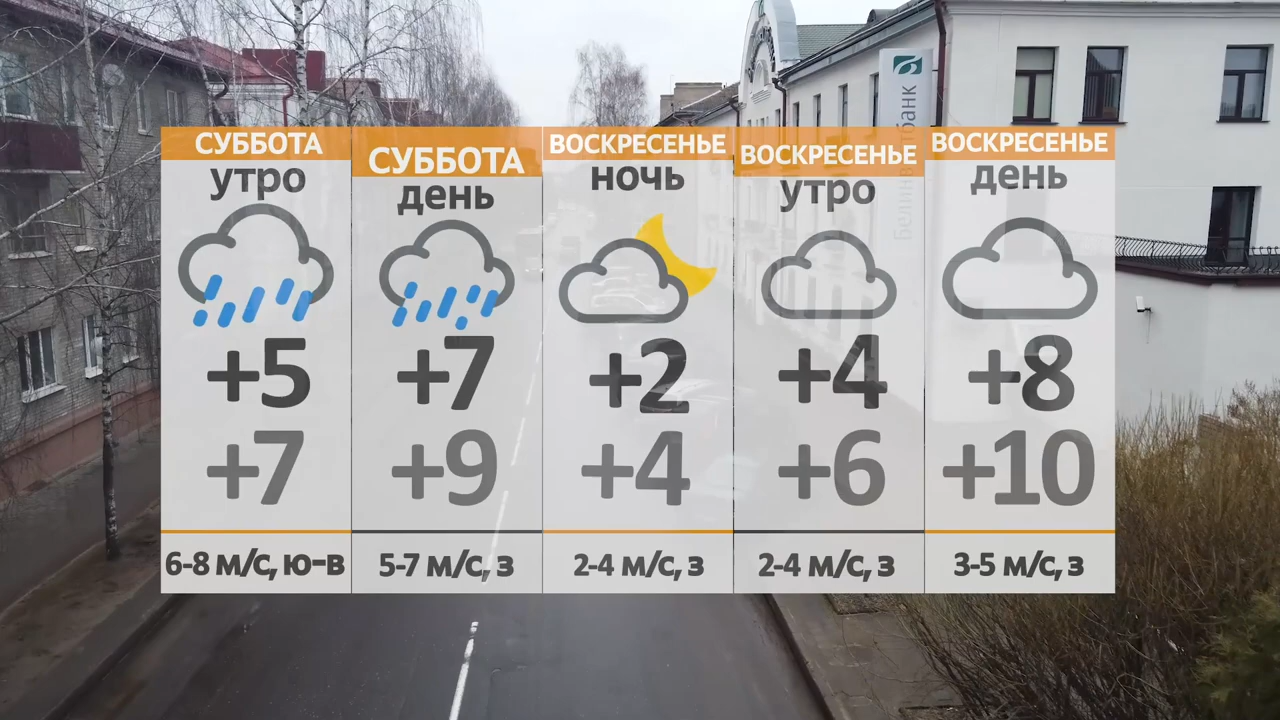 СУББОТА
утро
+5
+7
6-8 м/с, ю-в
СУББОТА
день
+7
+9
5-7 м/с, з
ВОСКРЕСЕНЬЕ
ночь
+2
+4
2-4 м/с, з
ВОСКРЕСЕНЬЕ
утро
+4
+6
2-4 м/с, з
ВОСКРЕСЕНЬЕ
день
+8
+10
3-5 м/с, з